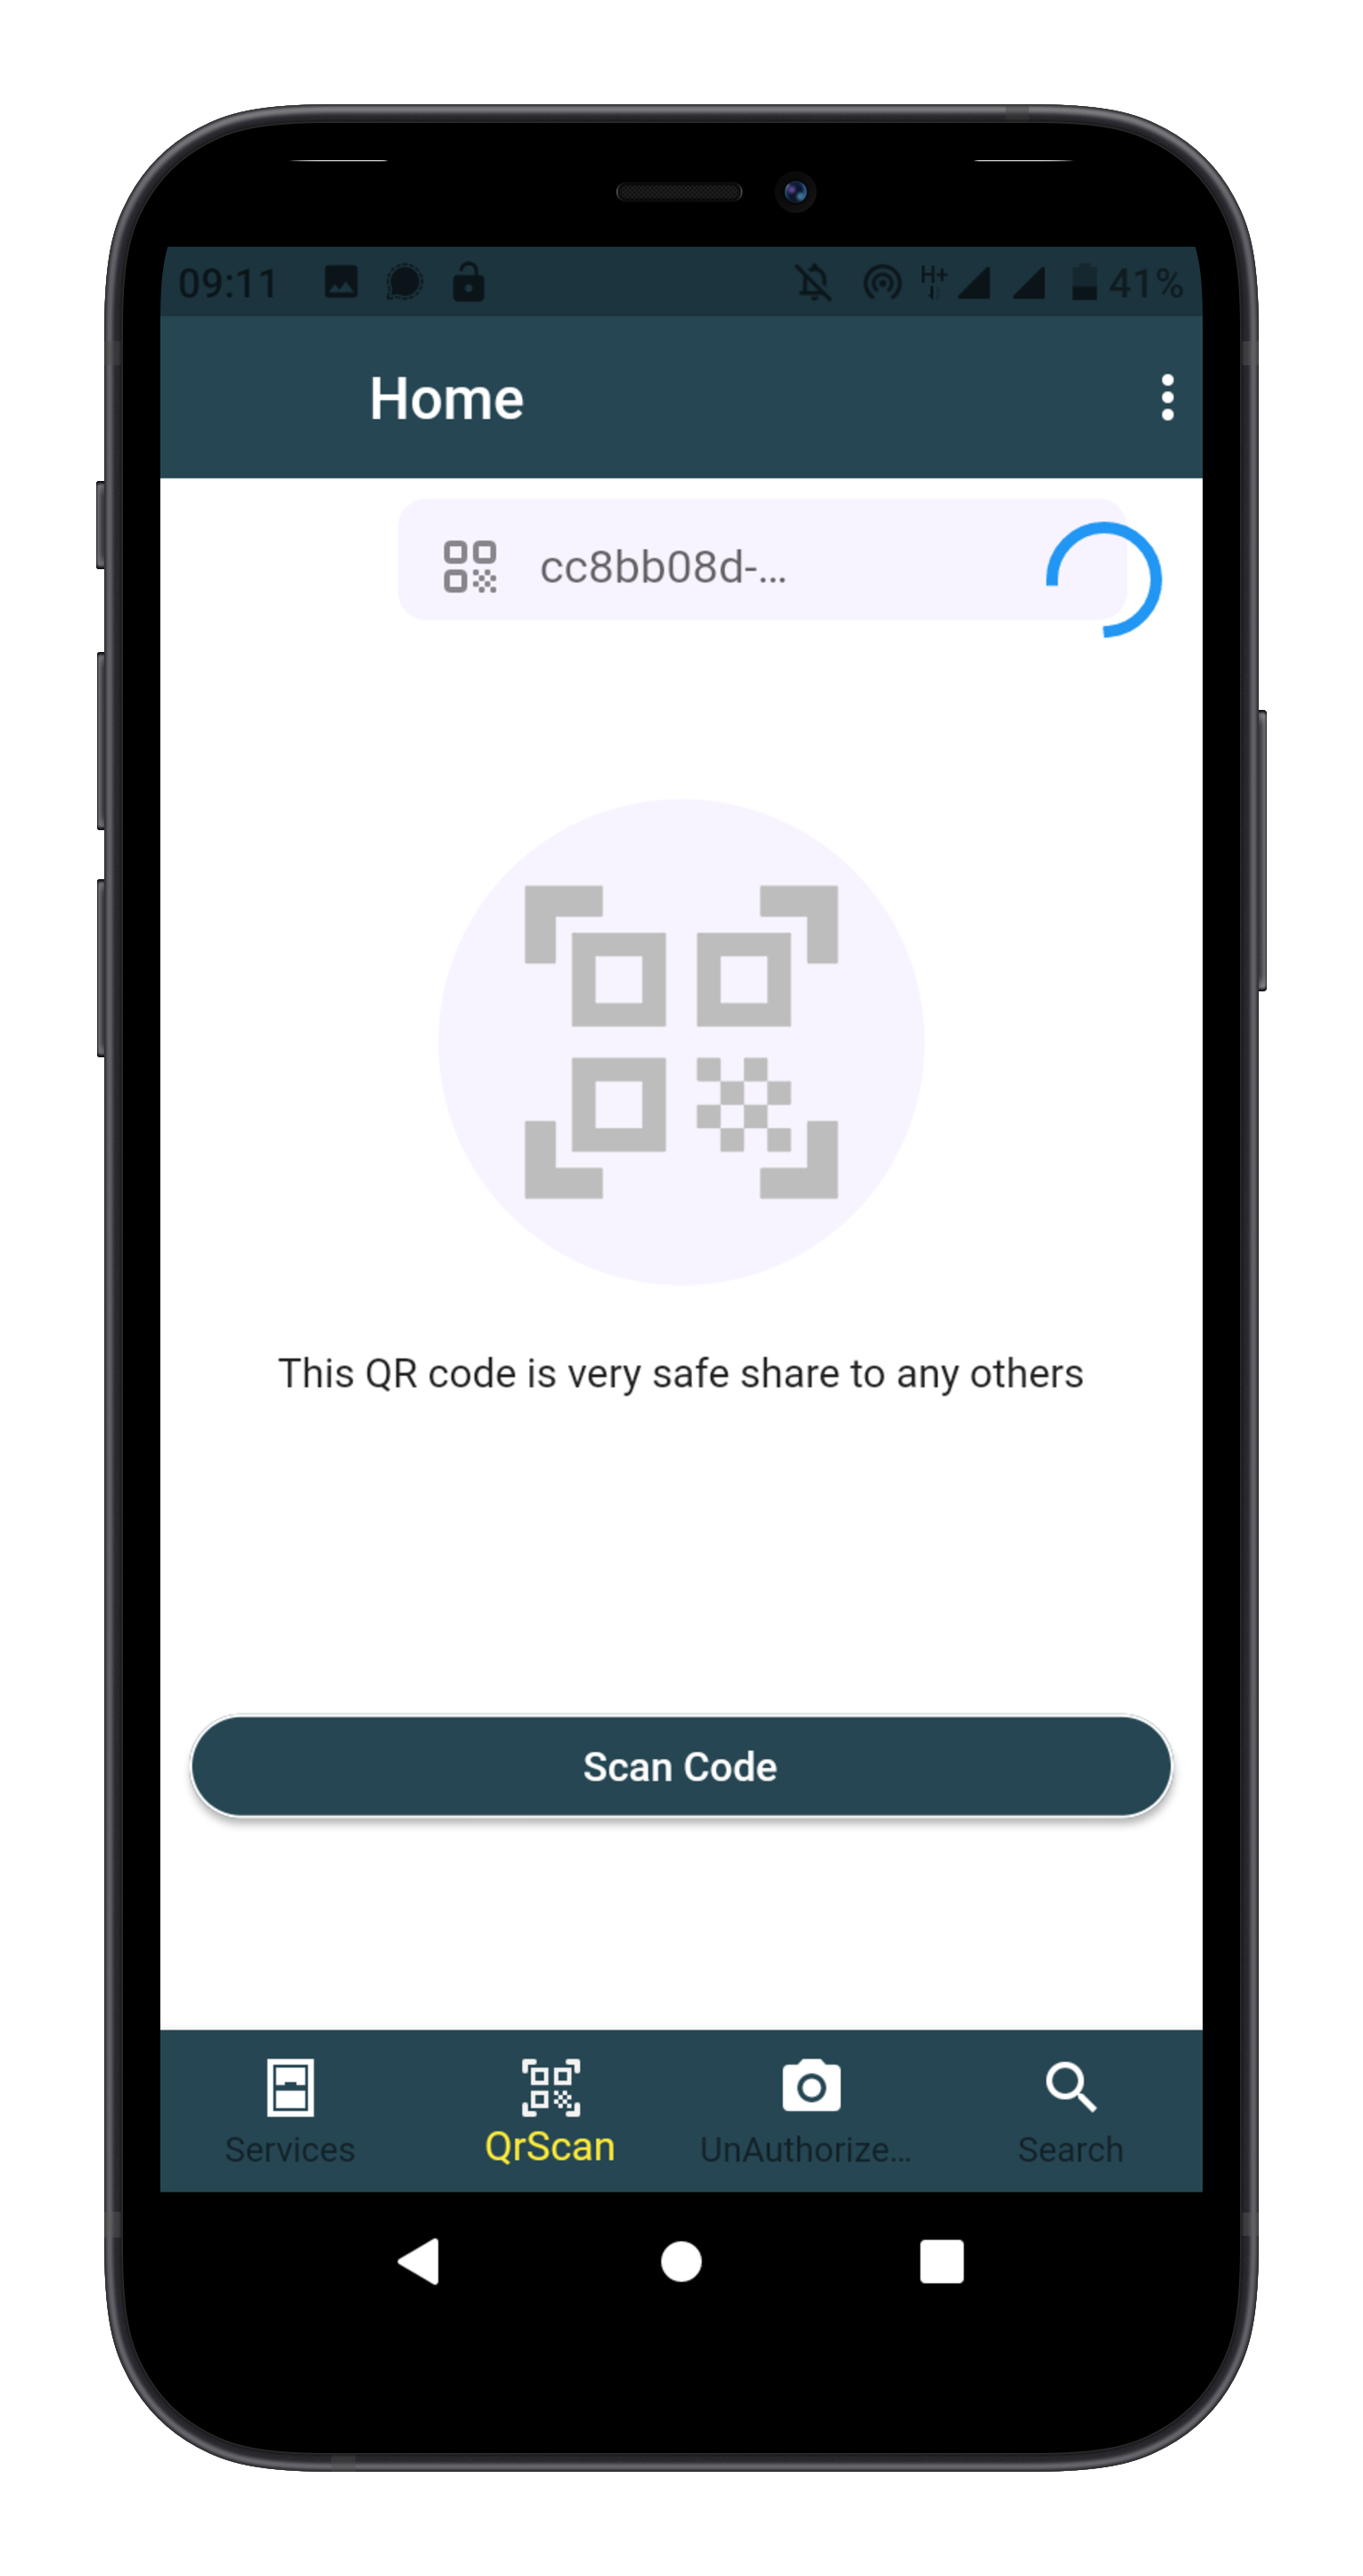 09:11 H+ 41%
Home
cc8bb08d-...
This QR code is very safe share to any others
Scan Code
Services QrScan UnAuthorize... Search